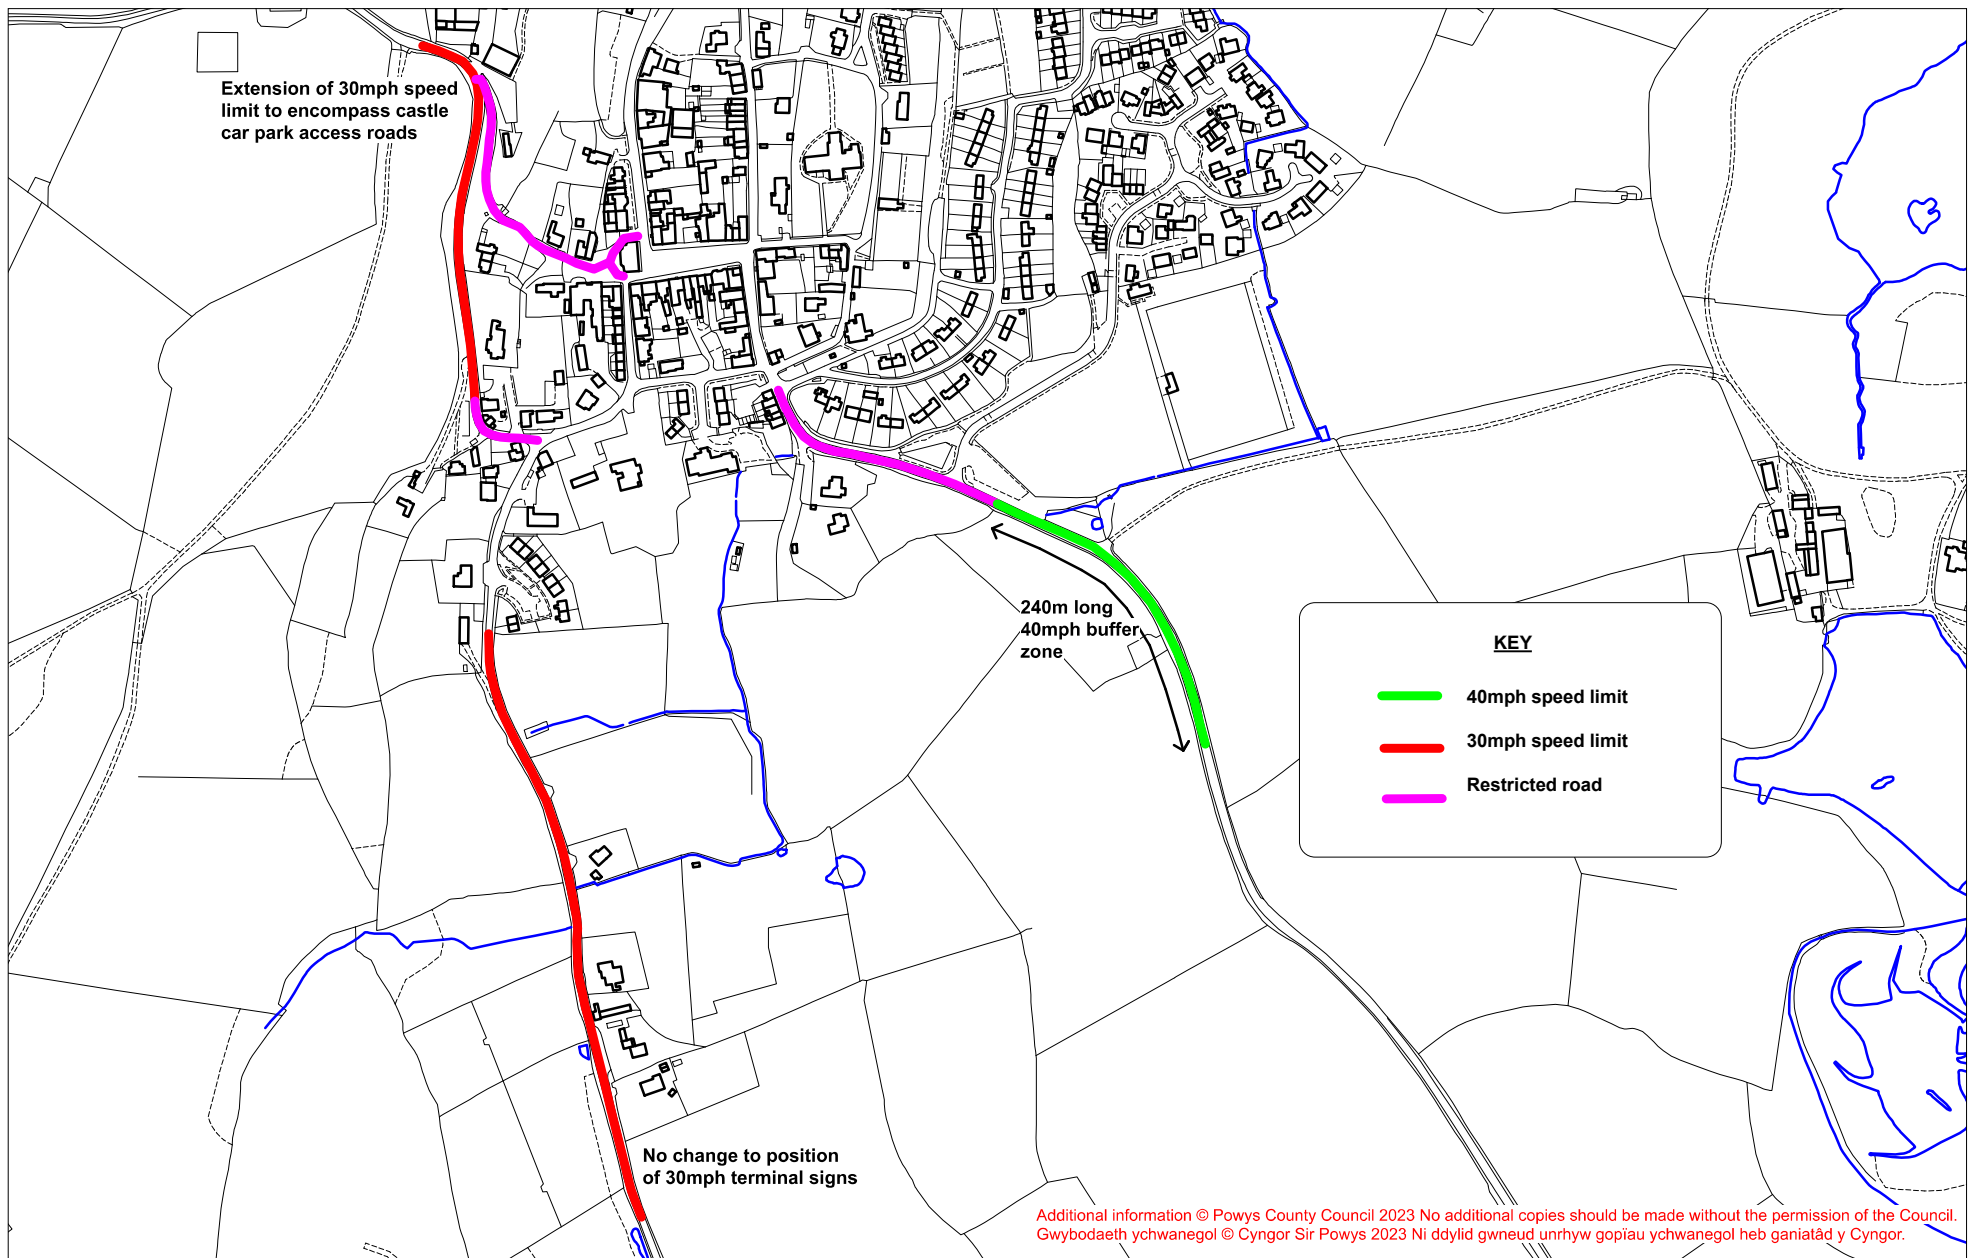 Extension of 30mph speed
limit to encompass castle
car park access roads
240m long
40mph buffer
zone
KEY
40mph speed limit
30mph speed limit
Restricted road
No change to position
of 30mph terminal signs
Additional information © Powys County Council 2023 No additional copies should be made without the permission of the Council.
Gwybodaeth ychwanegol © Cyngor Sir Powys 2023 Ni ddylid gwneud unrhyw gopïau ychwanegol heb ganiatâd y Cyngor.